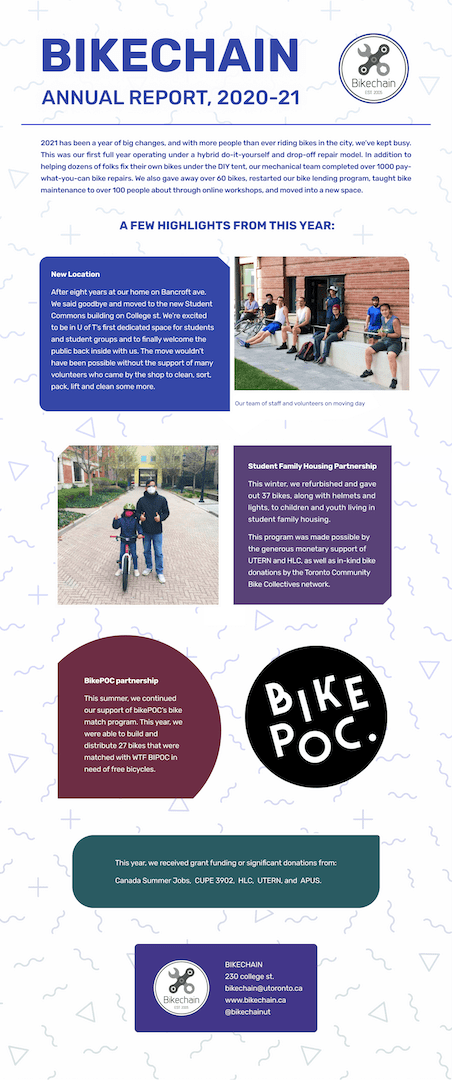 BIKECHAIN
ANNUAL REPORT, 2020-21
Bikechain
EST 2005
2021 has been a year of big changes, and with more people than ever riding bikes in the city, we've kept busy.
This was our first full year operating under a hybrid do-it-yourself and drop-off repair model. In addition to
helping dozens of folks fix their own bikes under the DIY tent, our mechanical team completed over 1000 pay-
what-you-can bike repairs. We also gave away over 60 bikes, restarted our bike lending program, taught bike
maintenance to over 100 people about through online workshops, and moved into a new space.
A FEW HIGHLIGHTS FROM THIS YEAR:
New Location
After eight years at our home on Bancroft ave.
We said goodbye and moved to the new Student
Commons building on College st. We're excited
to be in U of T's first dedicated space for students
and student groups and to finally welcome the
public back inside with us. The move wouldn't
have been possible without the support of many
volunteers who came by the shop to clean, sort,
pack, lift and clean some more.
Our team of staff and volunteers on moving day
Student Family Housing Partnership
This winter, we refurbished and gave
out 37 bikes, along with helmets and
lights, to children and youth living in
student family housing.
This program was made possible by
the generous monetary support of
UTERN and HLC, as well as in-kind bike
donations by the Toronto Community
Bike Collectives network.
BikePOC partnership
This summer, we continued
our support of bikePOC's bike
match program. This year, we
were able to build and
distribute 27 bikes that were
matched with WTF BIPOC in
need of free bicycles.
BIKE
POC.
This year, we received grant funding or significant donations from:
Canada Summer Jobs, CUPE 3902, HLC, UTERN, and APUS.
Bikechain
EST 2005
BIKECHAIN
230 college st.
bikechain@utoronto.ca
www.bikechain.ca
@bikechainut